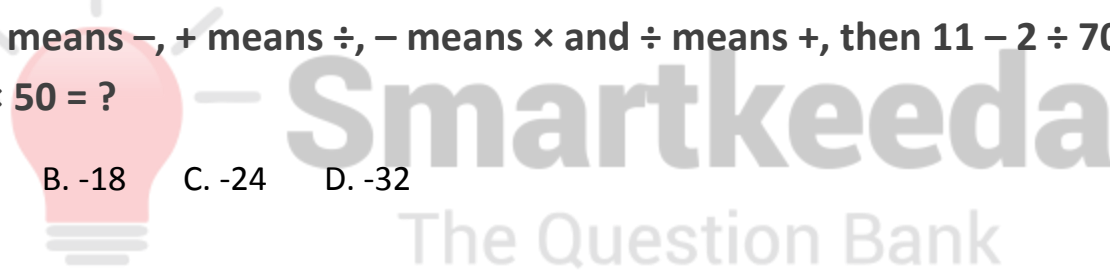 means –, + means ÷, – means × and ÷ means +, then 11 – 2 ÷ 70
× 50 = ?
B. -18 C. -24 D. -32
Smartkeeda
The Question Bank